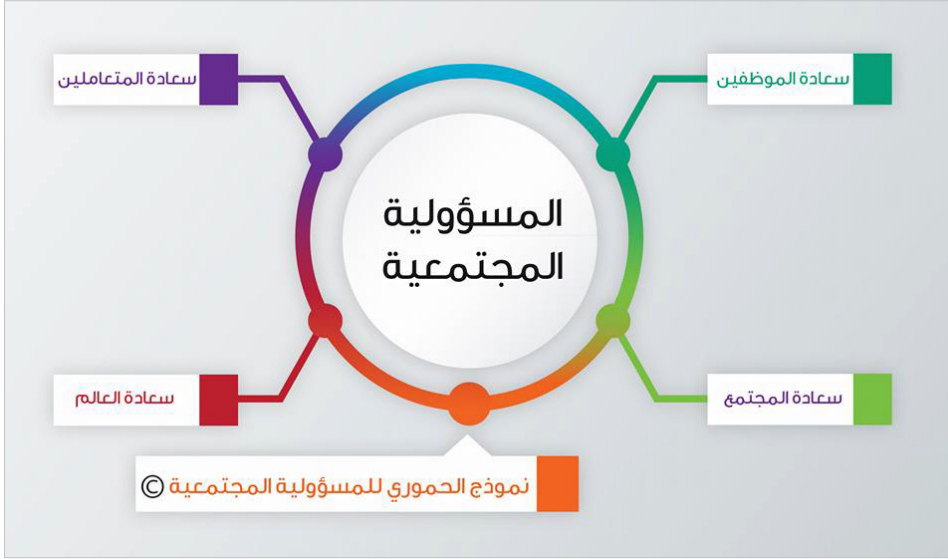 سعادة الموظفين
سعادة المتعاملين
المسؤولية
المجتمعية
سعادة المجتمع
سعادة العالم
نموذج الحموري للمسؤولية المجتمعية ©